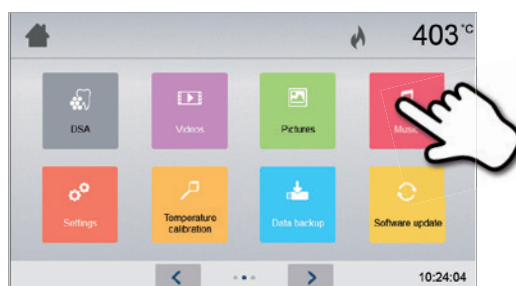 403°C
DSA
Videos
Pictures
Music
Settings
Temperature
calibration
Data backup
Software update
10:24:04